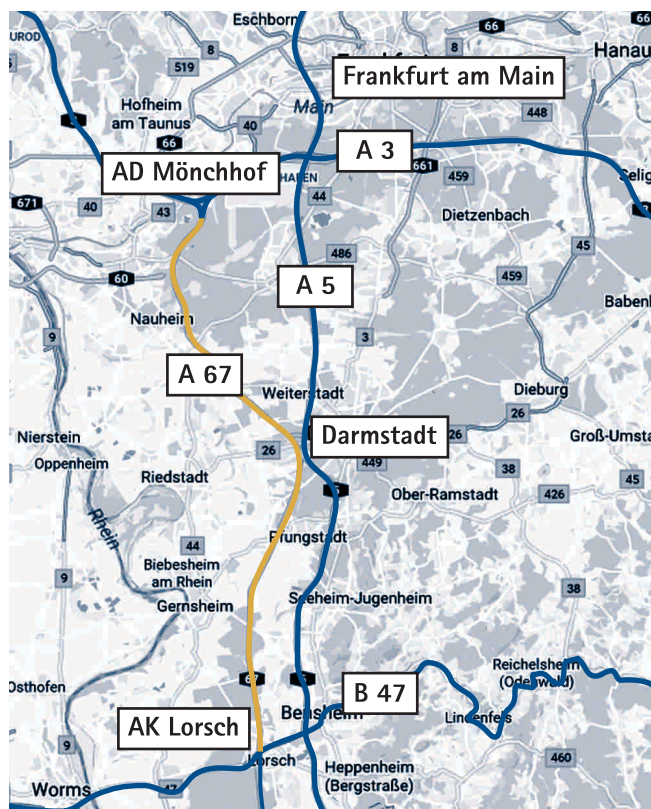 Eschborn
66
66
UROD
8
8
Hanau
519
Frankfurt am Main
Hofheim
am Taunus
Main
448
40
66
A 3
AD Mönchhof
HAFEN
661
459
Selig
3
671
40
43
44
Dietzenbach
486
45
60
A 5
459
Babenh
Nauheim
9
3
A 67
Weiterstadt
Dieburg
26
Nierstein
Darmstadt
26
Groß-Umsta
Oppenheim
26
449
38
45
Riedstadt
Ober-Ramstadt
426
Rhein
Pfungstadt
44
Biebesheim
am Rhein
9
38
Gernsheim
Seeheim-Jugenheim
Reichelsheim
(Odenwald)
67
Osthofen
B 47
Bensheim
Lindenfels
AK Lorsch
9
Lorsch
460
Heppenheim
(Bergstraße)
Worms
47